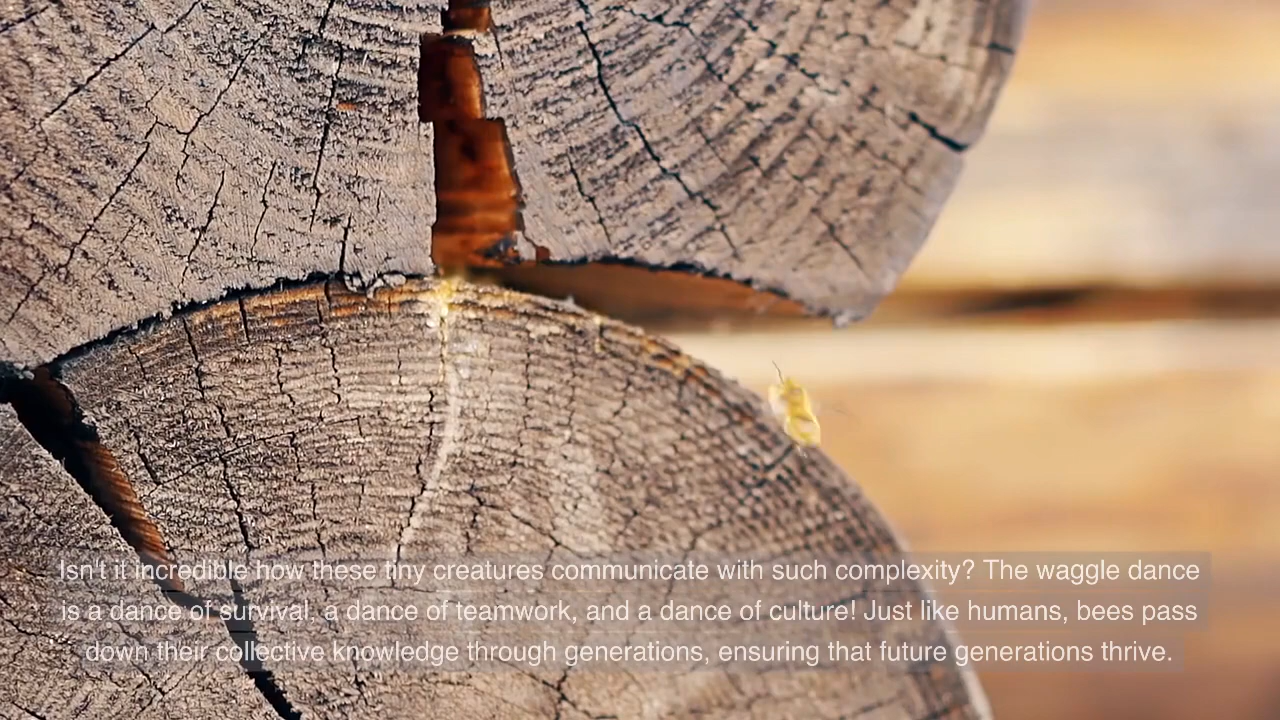 Isn't it incredible how these tiny creatures communicate with such complexity? The waggle dance
is a dance of survival, a dance of teamwork, and a dance of culture! Just like humans, bees pass
down their collective knowledge through generations, ensuring that future generations thrive.